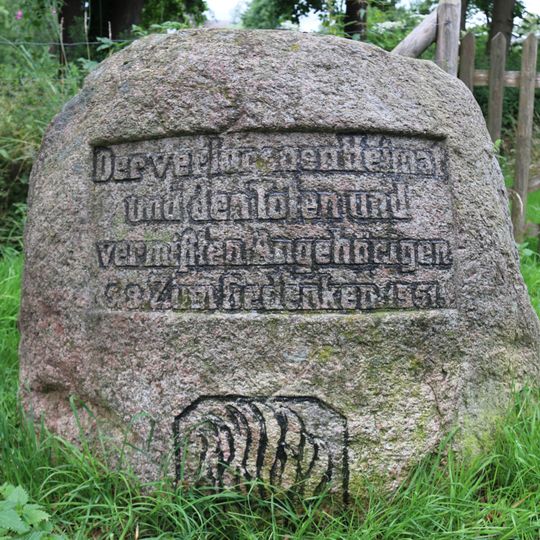 Der verlorenen Heimat
und den Toten und
vermißten Angehörigen
Zum Gedenken 1951